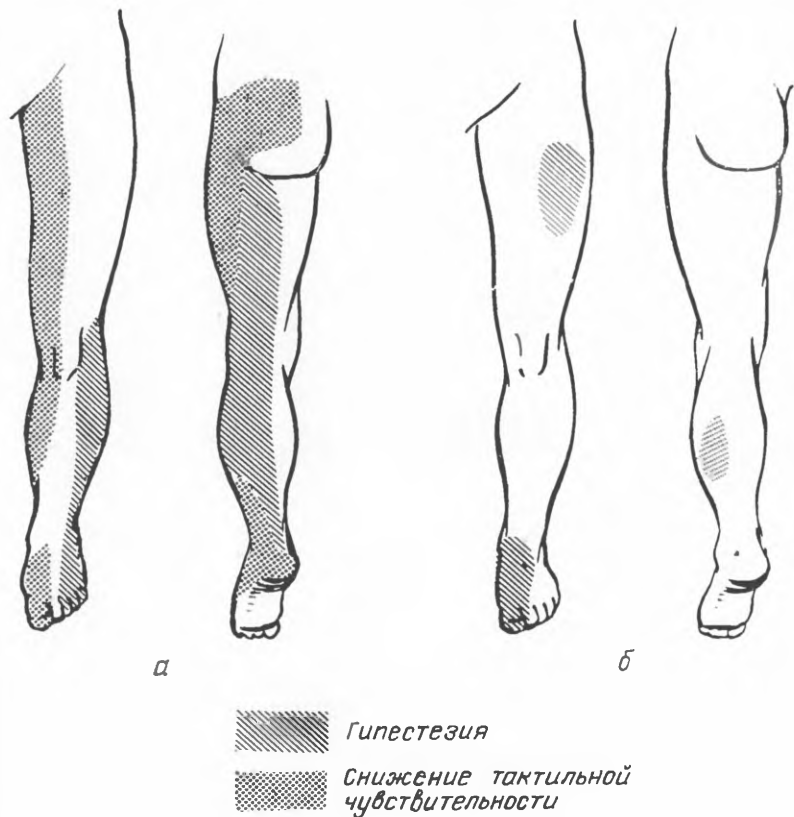 а
б
Гипестезия
Снижение тактильной
чувствительности